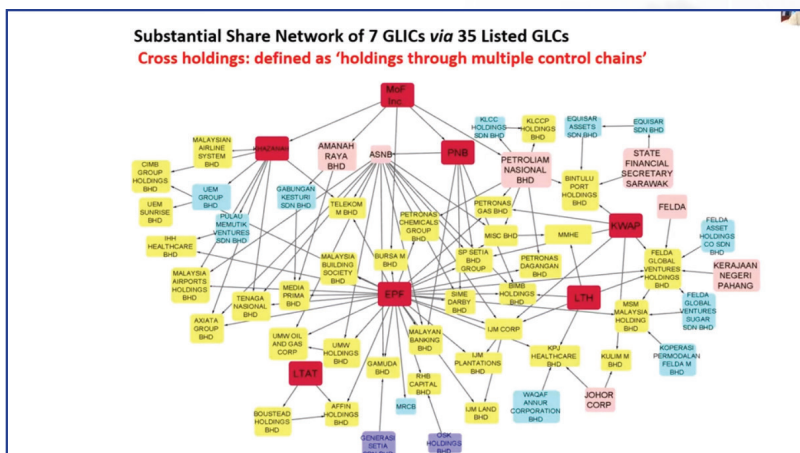 Substantial Share Network of 7 GLICs via 35 Listed GLCs
Cross holdings: defined as ‘holdings through multiple control chains’
MoF
Inc.
KLCC
HOLDINGS
SDN BHD
KLCCP
HOLDINGS
BHD
EQUISAR
ASSETS
SDN BHD
EQUISAR
SDN BHD
MALAYSIAN
AIRLINE
SYSTEM
BHD
KHAZANAH
AMANAH
RAYA
BHD
ASNB
PNB
PETROLIAM
NASIONAL
BHD
STATE
FINANCIAL
SECRETARY
SARAWAK
CIMB
GROUP
HOLDINGS
BHD
BINTULU
PORT
HOLDINGS
BHD
UEM
GROUP
BHD
GABUNGAN
KESTURI
SDN BHD
TELEKOM
M BHD
PETRONAS
GAS BHD
FELDA
UEM
SUNRISE
BHD
PULAU
MEMUTIK
VENTURES
SDN BHD
PETRONAS
CHEMICALS
GROUP
BHD
KWAP
FELDA
ASSET
HOLDINGS
CO SDN
BHD
MISC BHD
MMHE
IHH
HEALTHCARE
BHD
MALAYSIA
BUILDING
SOCIETY
BHD
BURSA M
BHD
SP SETIA
BHD
GROUP
PETRONAS
DAGANGAN
BHD
FELDA
GLOBAL
VENTURES
HOLDINGS
BHD
KERAJAAN
NEGERI
PAHANG
MALAYSIA
AIRPORTS
HOLDINGS
BHD
TENAGA
NASIONAL
BHD
MEDIA
PRIMA
BHD
EPF
SIME
DARBY
BHD
BIMB
HOLDINGS
BHD
LTH
MSM
MALAYSIA
HOLDING
BHD
FELDA
GLOBAL
VENTURES
SUGAR
SDN BHD
AXIATA
GROUP
BHD
UMW OIL
AND GAS
CORP
UMW
HOLDINGS
BHD
MALAYAN
BANKING
BHD
IJM CORP
KPJ
HEALTHCARE
BHD
KULIM M
BHD
KOPERASI
PERMODALAN
FELDA M
BHD
LTAT
GAMUDA
BHD
RHB
CAPITAL
BHD
IJM
PLANTATIONS
BHD
BOUSTEAD
HOLDINGS
BHD
AFFIN
HOLDINGS
BHD
MRCB
IJM LAND
BHD
WAQAF
ANNUR
CORPORATION
BHD
JOHOR
CORP
GENERASI
SETIA
OSK
HOLDINGS
BHD